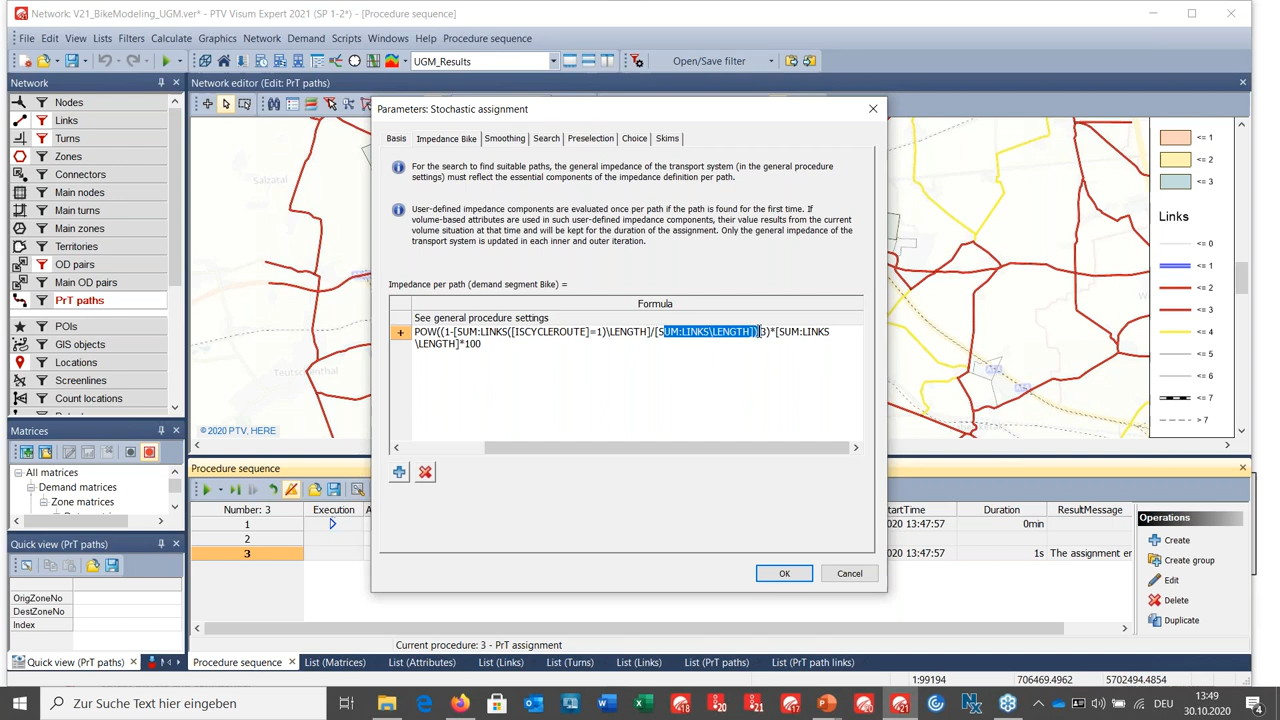 Network: V21_BikeModeling_UGM.ver* - PTV Visum Expert 2021 (SP 1-2*) - [Procedure sequence]
File Edit View Lists Filters Calculate Graphics Network Demand Scripts Windows Help Procedure sequence
UGM_Results
Open/Save filter
Network
Nodes
Links
Turns
Zones
Connectors
Main nodes
Main turns
Main zones
Territories
OD pairs
Main OD pairs
PrT paths
POIs
GIS objects
Screenlines
Count locations
Matrices
All matrices
Demand matrices
Zone matrices
Quick view (PrT paths)
OrigZoneNo
DestZoneNo
Index
Quick view (PrT paths)
Network editor (Edit: PrT paths)
Salzatal
© 2020 PTV, HERE
Parameters: Stochastic assignment
Basis Impedance Bike Smoothing Search Preselection Choice Skims
For the search to find suitable paths, the general impedance of the transport system (in the general procedure
settings) must reflect the essential components of the impedance definition per path.
User-defined impedance components are evaluated once per path if the path is found for the first time. If
volume-based attributes are used in such user-defined impedance components, their value results from the current
volume situation at that time and will be kept for the duration of the assignment. Only the general impedance of the
transport system is updated in each inner and outer iteration.
Impedance per path (demand segment Bike) =
Formula
See general procedure settings
POW((1-[SUM:LINKS([ISCYCLEROUTE]=1)\LENGTH]/[SUM:LINKS\LENGTH]),3)*[SUM:LINKS
\LENGTH]*100
OK
Cancel
<= 1
<= 2
<= 3
Links
<= 0
<= 1
<= 2
<= 3
<= 4
<= 5
<= 6
<= 7
> 7
Procedure sequence
Number: 3 Execution
StartTime Duration ResultMessage
1 2020 13:47:57 0min
2
3 2020 13:47:57 1s The assignment er
Operations
Create
Create group
Edit
Delete
Duplicate
Current procedure: 3 - PrT assignment
Procedure sequence List (Matrices) List (Attributes) List (Links) List (Turns) List (Links) List (PrT paths) List (PrT path links)
1:99194 706469.4962 5702494.4854
Zur Suche Text hier eingeben
13:49
30.10.2020